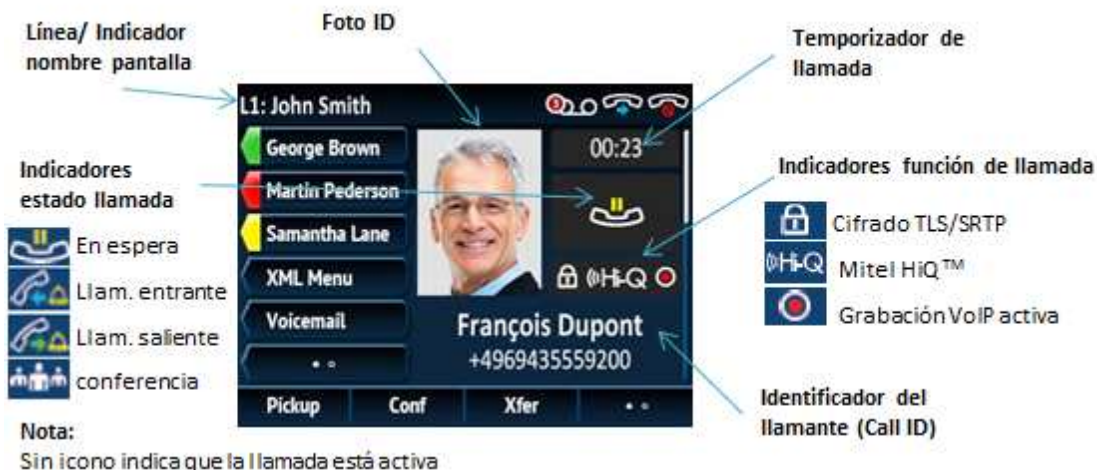 Línea/ Indicador
nombre pantalla
Foto ID
Temporizador de
llamada
L1: John Smith
3
George Brown
00:23
Indicadores
estado llamada
Martin Pederson
Indicadores función de llamada
Samantha Lane
Cifrado TLS/SRTP
En espera
XML Menu
Hi-Q
Hi-Q
Mitel HiQ™
Llam. entrante
Voicemail
François Dupont
Grabación VoIP activa
Llam. saliente
+4969435559200
conferencia
Pickup Conf Xfer
Identificador del
llamante (Call ID)
Nota:
Sin icono indica que la llamada está activa